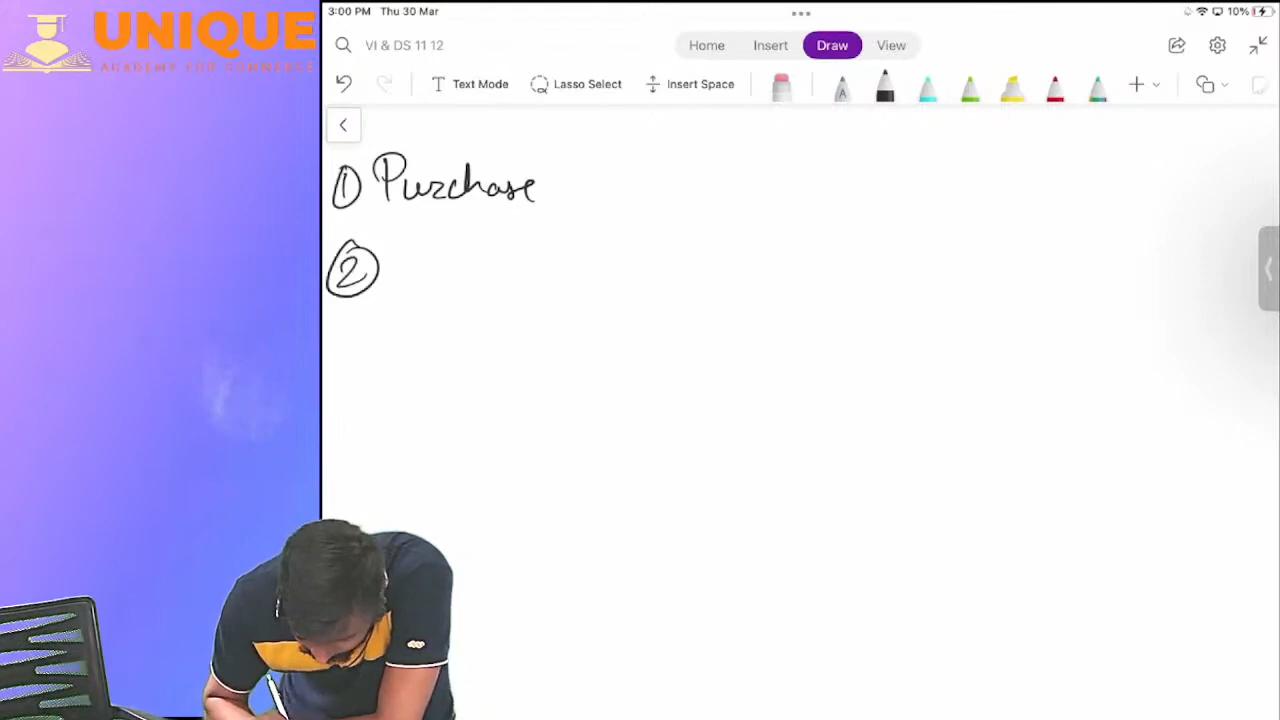 UNIQUE
ACADEMY FOR COMMERCE
3:00 PM Thu 30 Mar
10%
VI & DS 11 12
Home Insert Draw View
Text Mode Lasso Select Insert Space
A
① Purchase
②